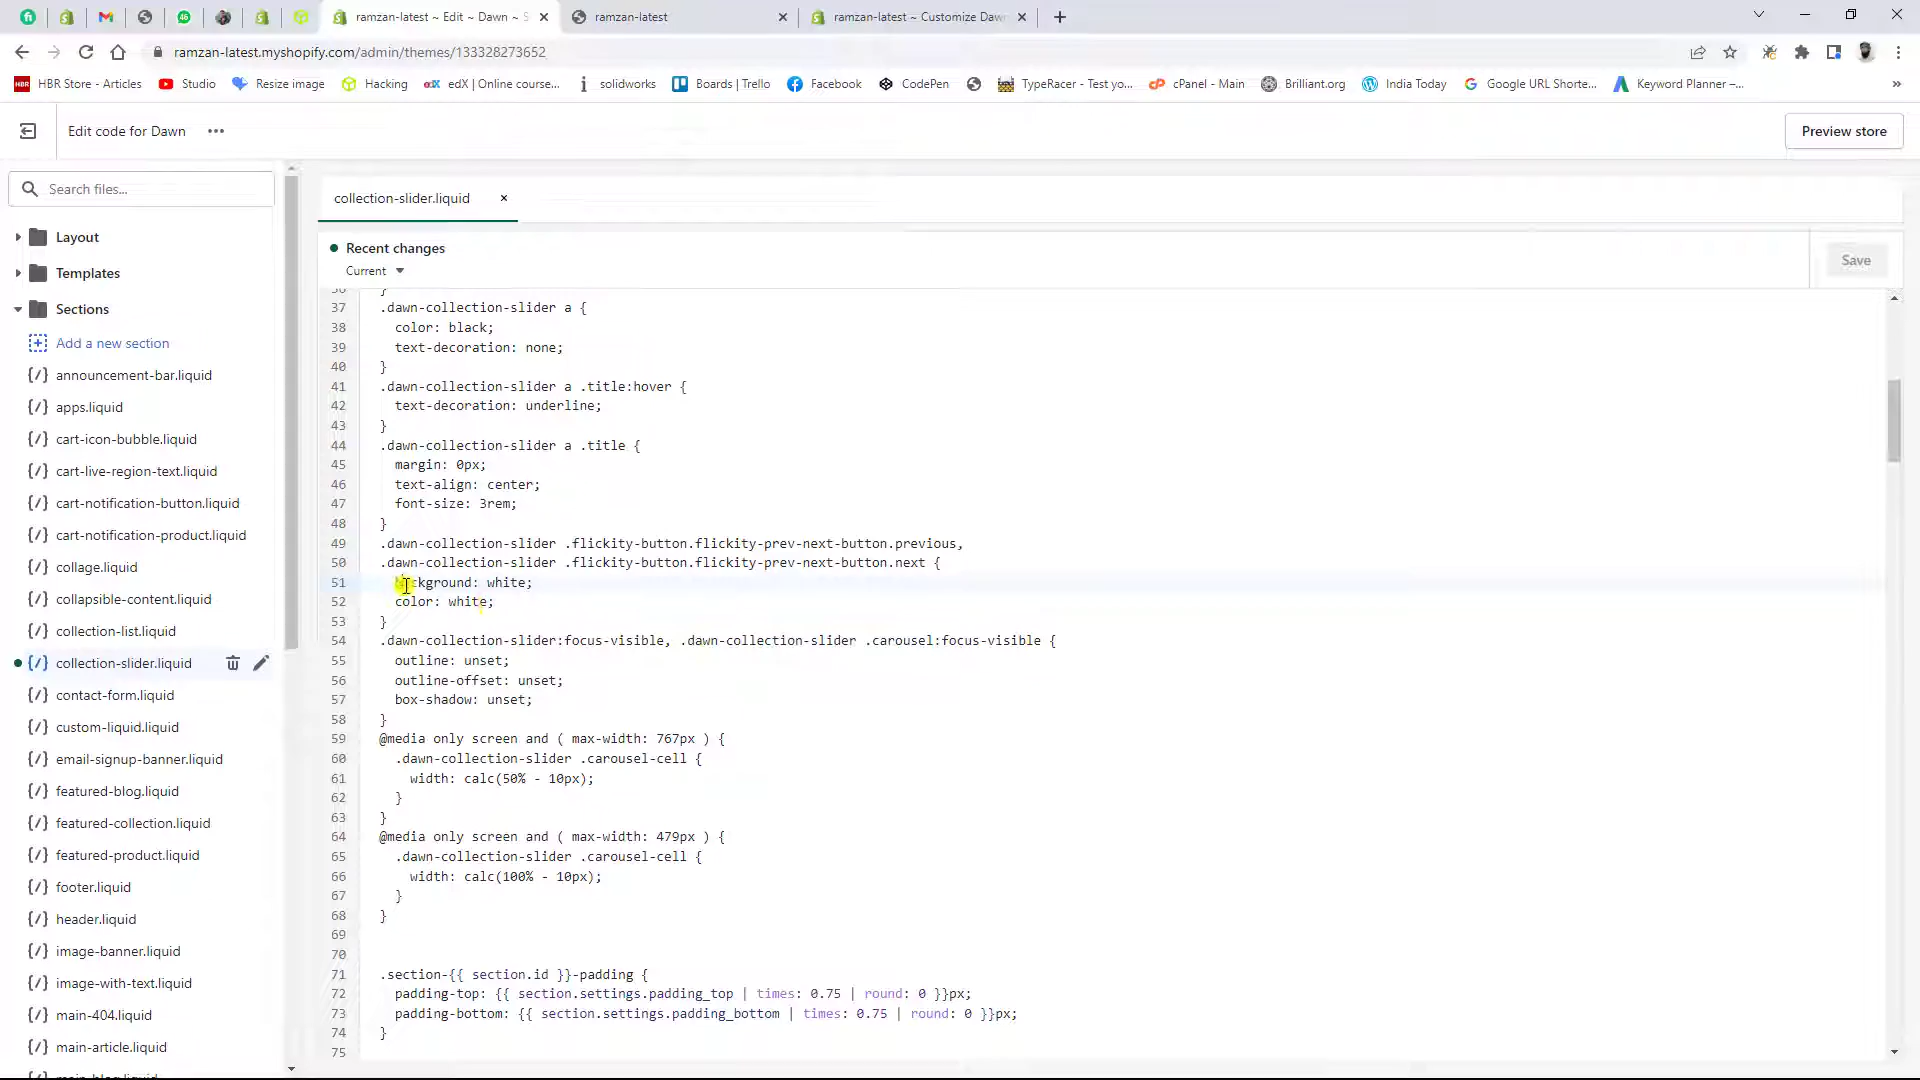 ramzan-latest ~ Edit ~ Dawn ~ S
ramzan-latest
ramzan-latest ~ Customize Daw
ramzan-latest.myshopify.com/admin/themes/133328273652
HBR Store - Articles
Studio
Resize image
Hacking
edX | Online course...
solidworks
Boards | Trello
Facebook
CodePen
TypeRacer - Test yo...
cPanel - Main
Brilliant.org
India Today
Google URL Shorte...
Keyword Planner –...
Edit code for Dawn
Preview store
Search files...
Layout
Templates
Sections
Add a new section
{/} announcement-bar.liquid
{/} apps.liquid
{/} cart-icon-bubble.liquid
{/} cart-live-region-text.liquid
{/} cart-notification-button.liquid
{/} cart-notification-product.liquid
{/} collage.liquid
{/} collapsible-content.liquid
{/} collection-list.liquid
{/} collection-slider.liquid
{/} contact-form.liquid
{/} custom-liquid.liquid
{/} email-signup-banner.liquid
{/} featured-blog.liquid
{/} featured-collection.liquid
{/} featured-product.liquid
{/} footer.liquid
{/} header.liquid
{/} image-banner.liquid
{/} image-with-text.liquid
{/} main-404.liquid
{/} main-article.liquid
collection-slider.liquid
Recent changes
Current
Save
36 }
37 .dawn-collection-slider a {
38 color: black;
39 text-decoration: none;
40 }
41 .dawn-collection-slider a .title:hover {
42 text-decoration: underline;
43 }
44 .dawn-collection-slider a .title {
45 margin: 0px;
46 text-align: center;
47 font-size: 3rem;
48 }
49 .dawn-collection-slider .flickity-button.flickity-prev-next-button.previous,
50 .dawn-collection-slider .flickity-button.flickity-prev-next-button.next {
51 background: white;
52 color: white;
53 }
54 .dawn-collection-slider:focus-visible, .dawn-collection-slider .carousel:focus-visible {
55 outline: unset;
56 outline-offset: unset;
57 box-shadow: unset;
58 }
59 @media only screen and ( max-width: 767px ) {
60 .dawn-collection-slider .carousel-cell {
61 width: calc(50% - 10px);
62 }
63 }
64 @media only screen and ( max-width: 479px ) {
65 .dawn-collection-slider .carousel-cell {
66 width: calc(100% - 10px);
67 }
68 }
69
70
71 .section-{{ section.id }}-padding {
72 padding-top: {{ section.settings.padding_top | times: 0.75 | round: 0 }}px;
73 padding-bottom: {{ section.settings.padding_bottom | times: 0.75 | round: 0 }}px;
74 }
75